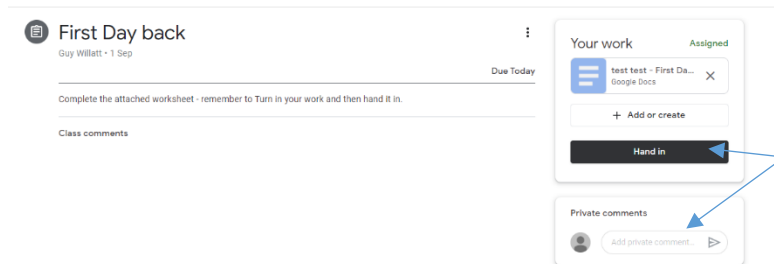 First Day back
Guy Willatt • 1 Sep
Due Today
Complete the attached worksheet - remember to Turn in your work and then hand it in.
Class comments
Your work
Assigned
test test - First Da...
Google Docs
+ Add or create
Hand in
Private comments
Add private comment...